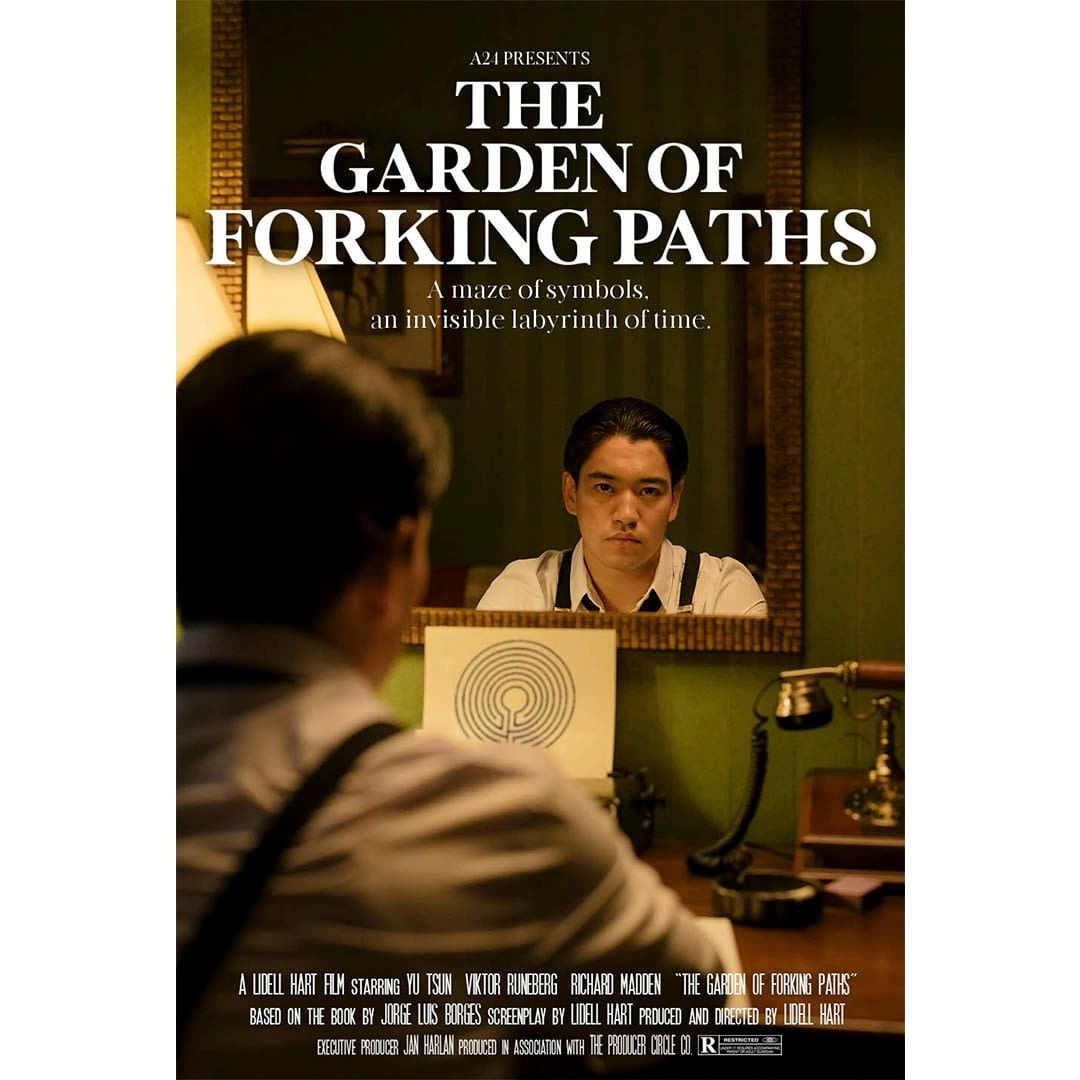 A24 PRESENTS
THE
GARDEN OF
FORKING PATHS
A maze of symbols,
an invisible labyrinth of time.
A LIDELL HART FILM STARRING YU TSUN VIKTOR RUNEBERG RICHARD MADDEN “THE GARDEN OF FORKING PATHS”
BASED ON THE BOOK BY JORGE LUIS BORGES SCREENPLAY BY LIDELL HART PRDUCED AND DIRECTED BY LIDELL HART
EXECUTIVE PRODUCER JAN HARLAN PRODUCED IN ASSOCIATION WITH THE PRODUCER CIRCLE CO. R RESTRICTED